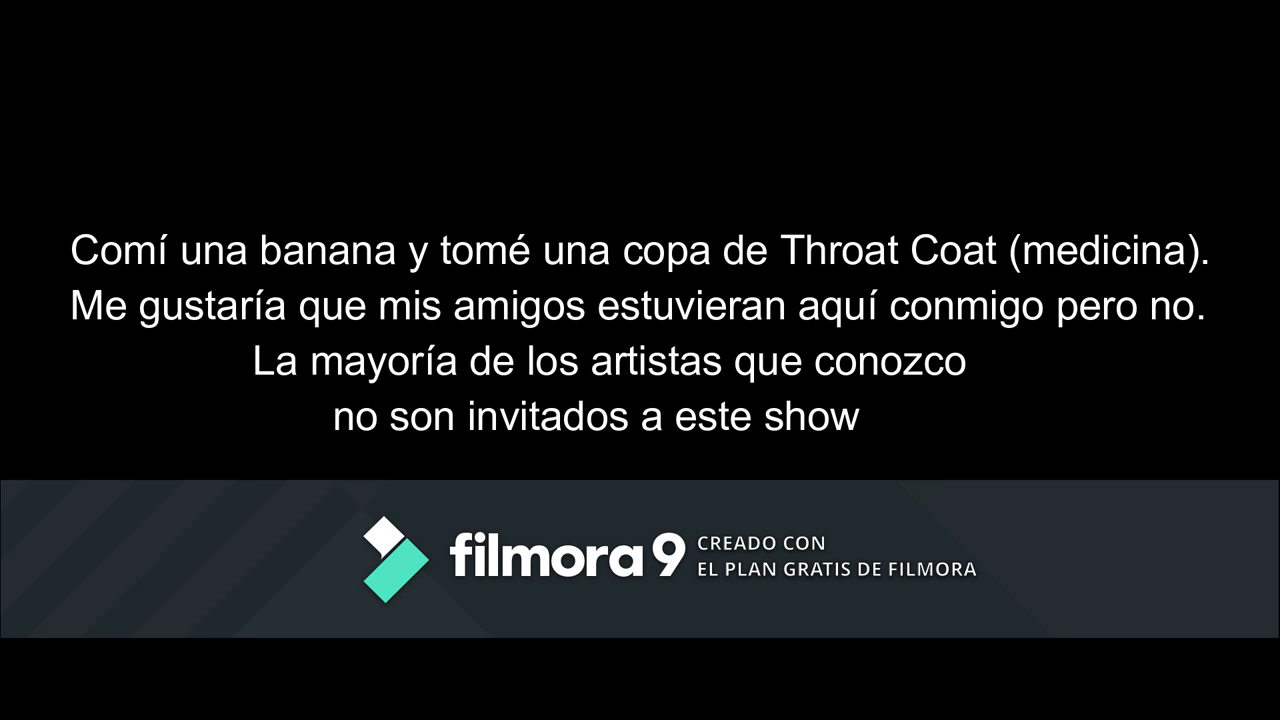 Comí una banana y tomé una copa de Throat Coat (medicina).
Me gustaría que mis amigos estuvieran aquí conmigo pero no.
La mayoría de los artistas que conozco
no son invitados a este show
filmora9
CREADO CON
EL PLAN GRATIS DE FILMORA